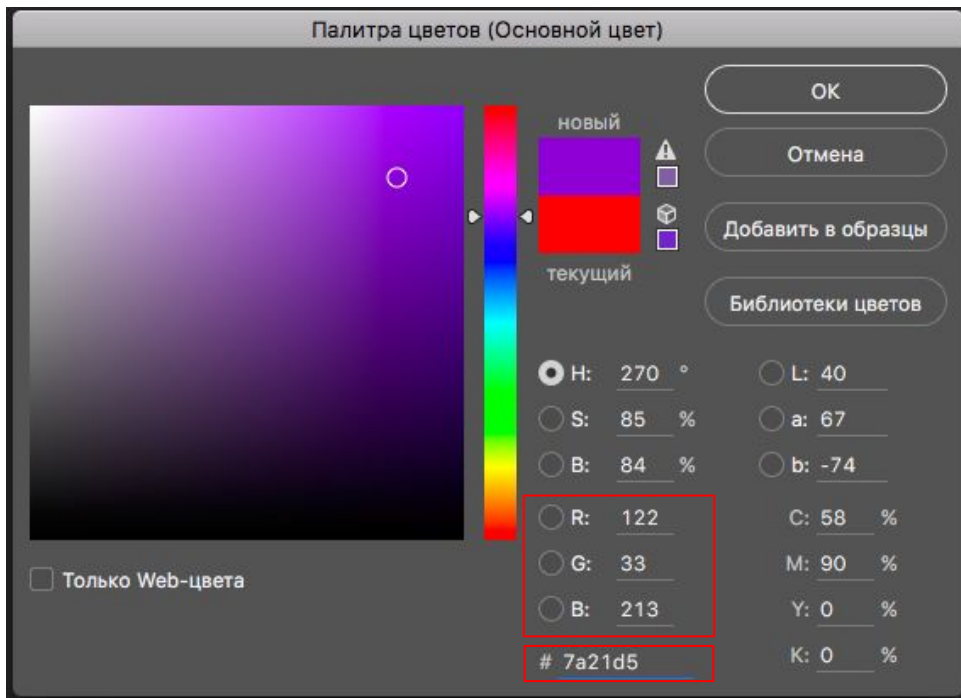 Палитра цветов (Основной цвет)
новый
текущий
OK
Отмена
Добавить в образцы
Библиотеки цветов
H: 270 °
S: 85 %
B: 84 %
R: 122
G: 33
B: 213
# 7a21d5
L: 40
a: 67
b: -74
C: 58 %
M: 90 %
Y: 0 %
K: 0 %
Только Web-цвета